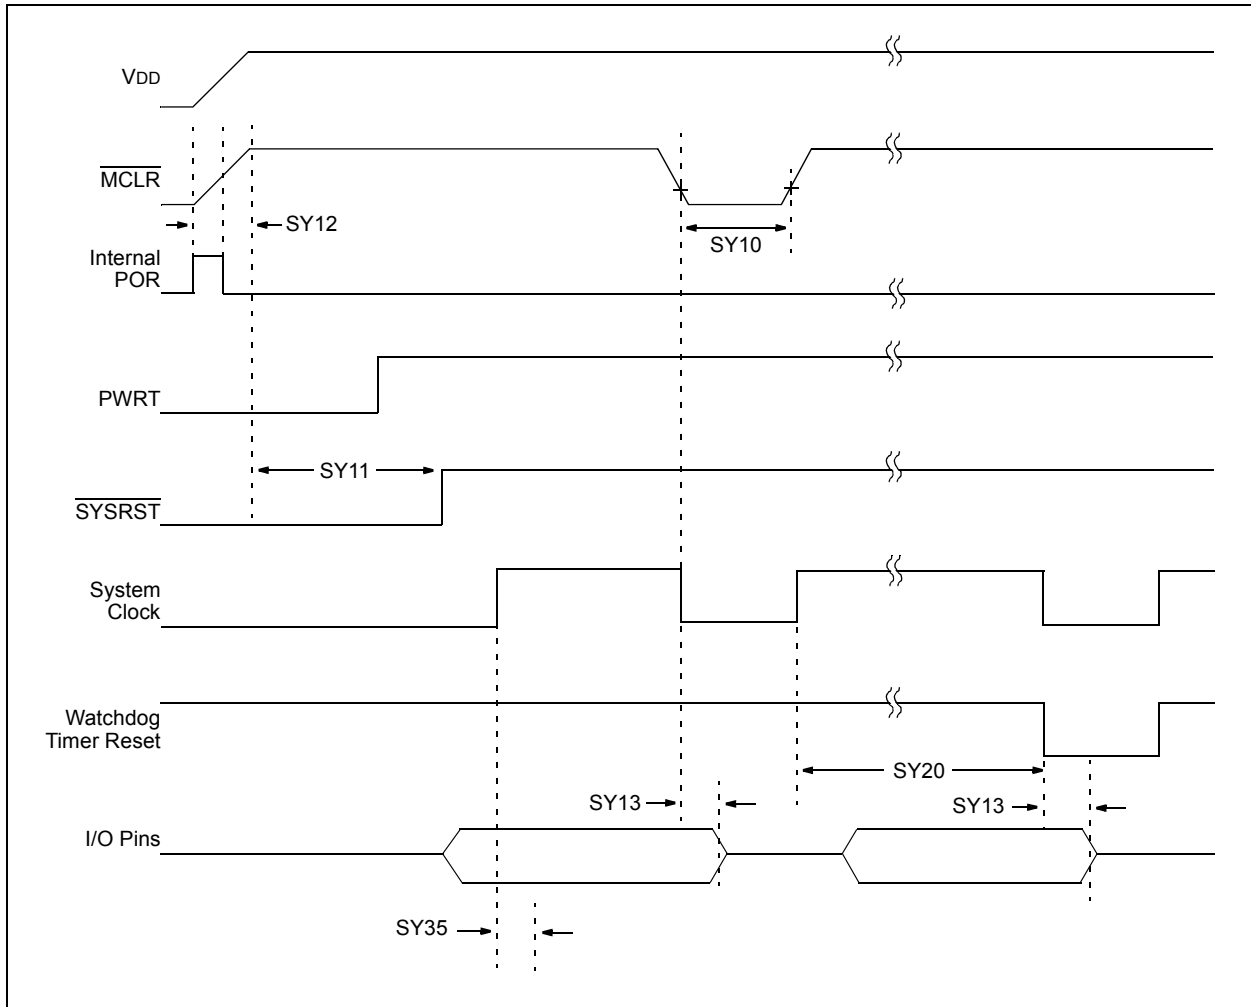 VDD
MCLR
SY12
SY10
Internal
POR
PWRT
SY11
SYSRST
System
Clock
Watchdog
Timer Reset
SY20
SY13
SY13
I/O Pins
SY35